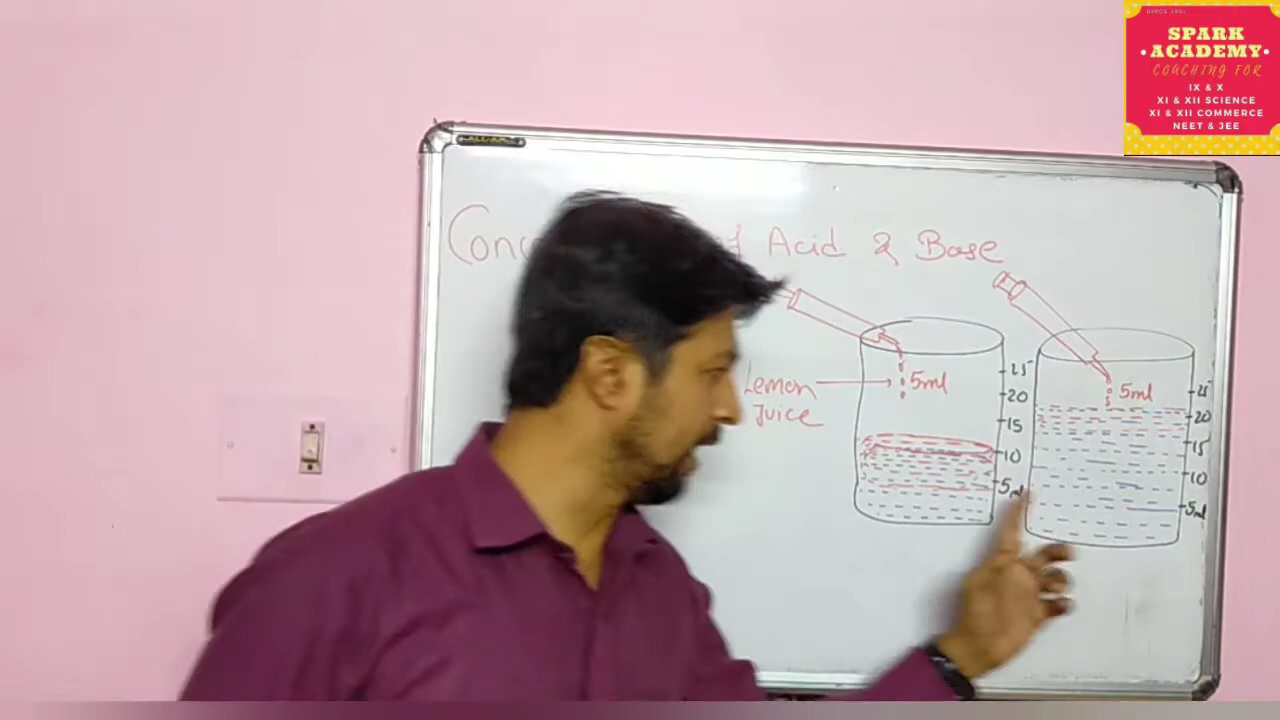 SINCE 1991
SPARK
• ACADEMY •
COACHING FOR
IX & X
XI & XII SCIENCE
XI & XII COMMERCE
NEET & JEE
Acid & Base
Lemon
Juice
5ml
25
20
15
10
5ml
5ml
25
20
15
10
5ml